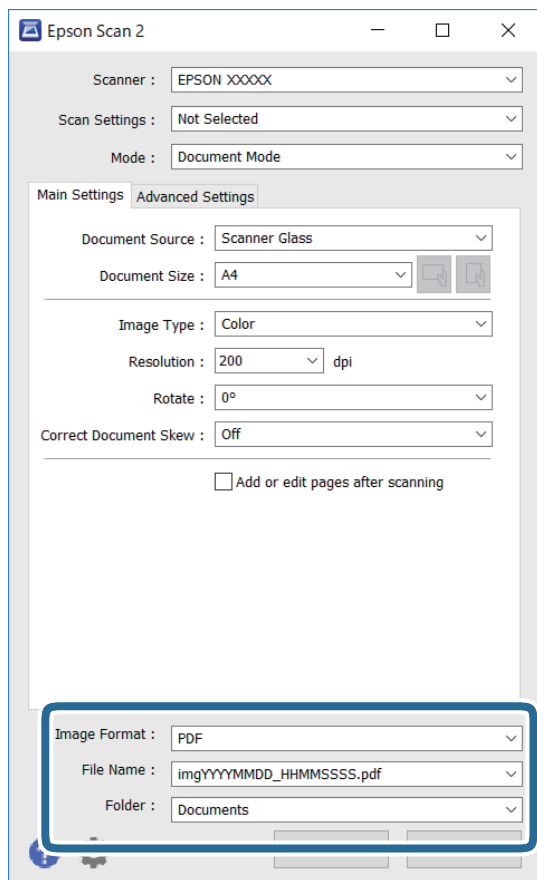 Epson Scan 2
Scanner : EPSON XXXXX
Scan Settings : Not Selected
Mode : Document Mode
Main Settings Advanced Settings
Document Source : Scanner Glass
Document Size : A4
Image Type : Color
Resolution : 200 dpi
Rotate : 0°
Correct Document Skew : Off
Add or edit pages after scanning
Image Format : PDF
File Name : imgYYYYMMDD_HHMMSSSS.pdf
Folder : Documents